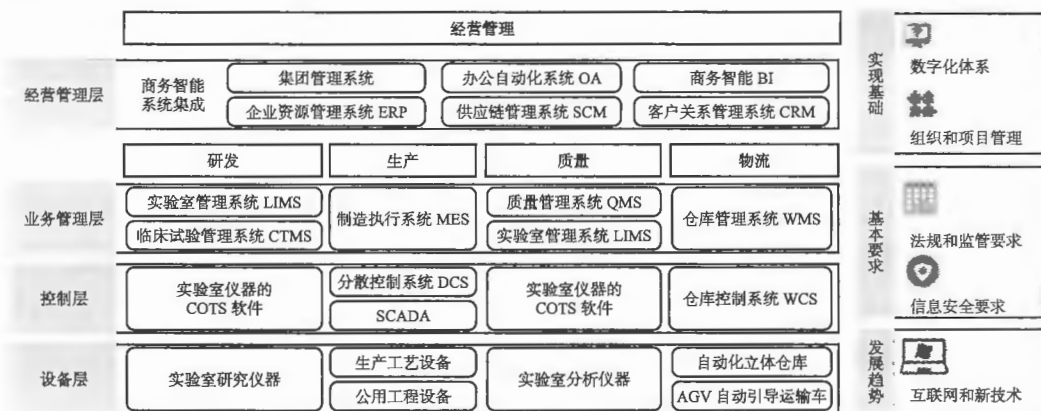 经营管理
经营管理层
商务智能
系统集成
集团管理系统
办公自动化系统 OA
商务智能 BI
企业资源管理系统 ERP
供应链管理系统 SCM
客户关系管理系统 CRM
研发
生产
质量
物流
业务管理层
实验室管理系统 LIMS
临床试验管理系统 CTMS
制造执行系统 MES
质量管理系统 QMS
实验室管理系统 LIMS
仓库管理系统 WMS
控制层
实验室仪器的
COTS 软件
分散控制系统 DCS
SCADA
实验室仪器的
COTS 软件
仓库控制系统 WCS
设备层
实验室研究仪器
生产工艺设备
公用工程设备
实验室分析仪器
自动化立体仓库
AGV 自动引导运输车
实现基础
数字化体系
组织和项目管理
基本要求
法规和监管要求
信息安全要求
发展趋势
互联网和新技术